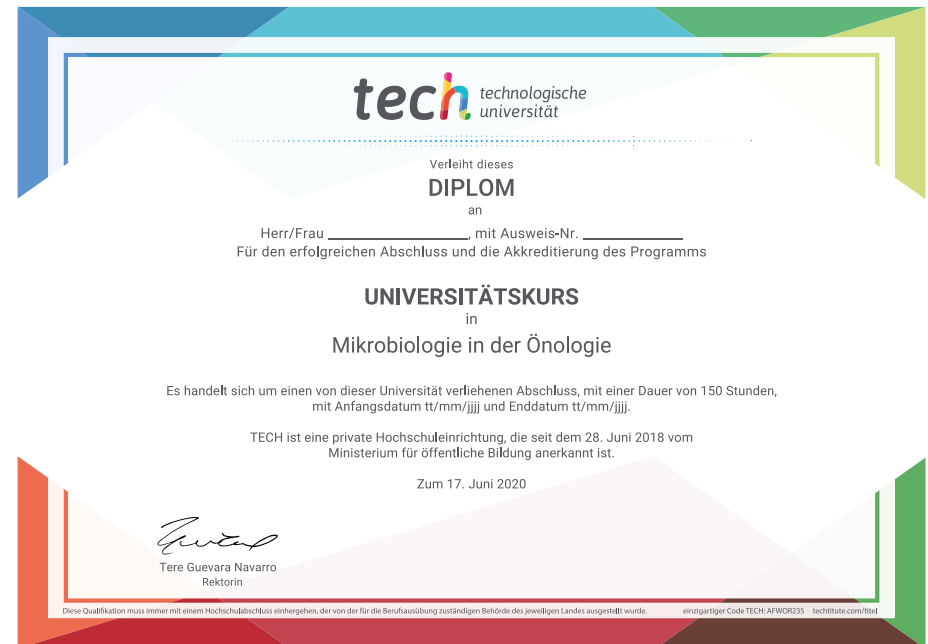 tech technologische
universität
Verleiht dieses
DIPLOM
an
Herr/Frau ____________________, mit Ausweis-Nr. ______________
Für den erfolgreichen Abschluss und die Akkreditierung des Programms
UNIVERSITÄTSKURS
in
Mikrobiologie in der Önologie
Es handelt sich um einen von dieser Universität verliehenen Abschluss, mit einer Dauer von 150 Stunden,
mit Anfangsdatum tt/mm/jjjj und Enddatum tt/mm/jjjj.
TECH ist eine private Hochschuleinrichtung, die seit dem 28. Juni 2018 vom
Ministerium für öffentliche Bildung anerkannt ist.
Zum 17. Juni 2020
Tere Guevara Navarro
Rektorin
Diese Qualifikation muss immer mit einem Hochschulabschluss einhergehen, der von der für die Berufsausübung zuständigen Behörde des jeweiligen Landes ausgestellt wurde. einzigartiger Code TECH: AFWOR23S techtitute.com/titel